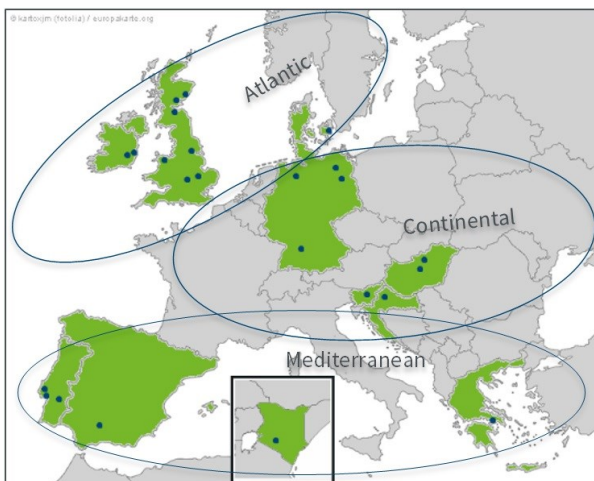 © kartoxjm (fotolia) / europakarte.org
Atlantic
Continental
Mediterranean